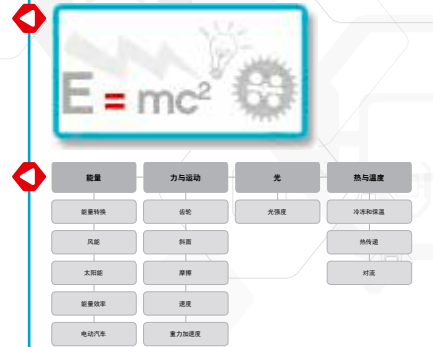 E = mc²
能量 力与运动 光 热与温度
能量转换 齿轮 光强度 冷冻和保温
风能 斜面 热传递
太阳能 摩擦 对流
能量效率 速度
电动汽车 重力加速度